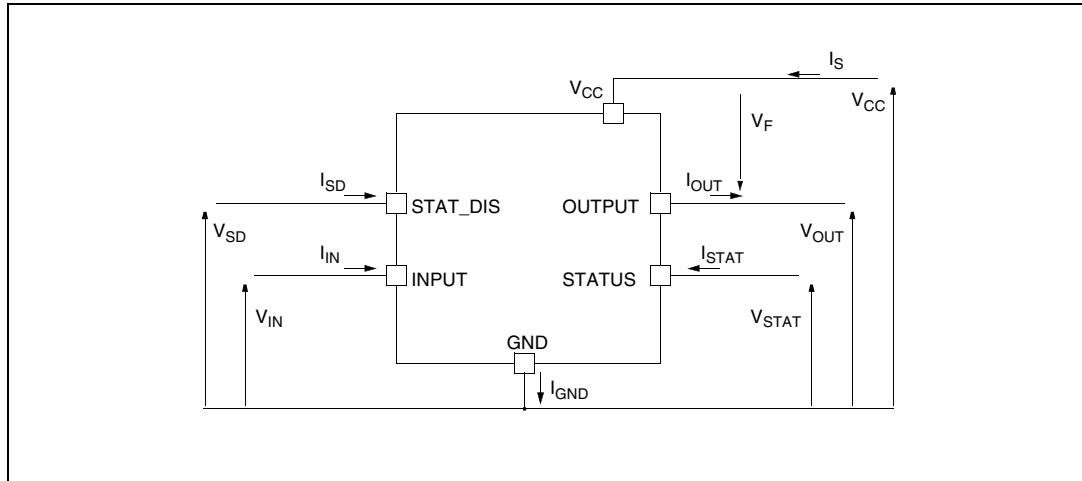 I_S
V_CC
V_CC
V_F
I_SD
I_OUT
STAT_DIS
OUTPUT
V_SD
V_OUT
I_IN
I_STAT
INPUT
STATUS
V_IN
V_STAT
GND
I_GND